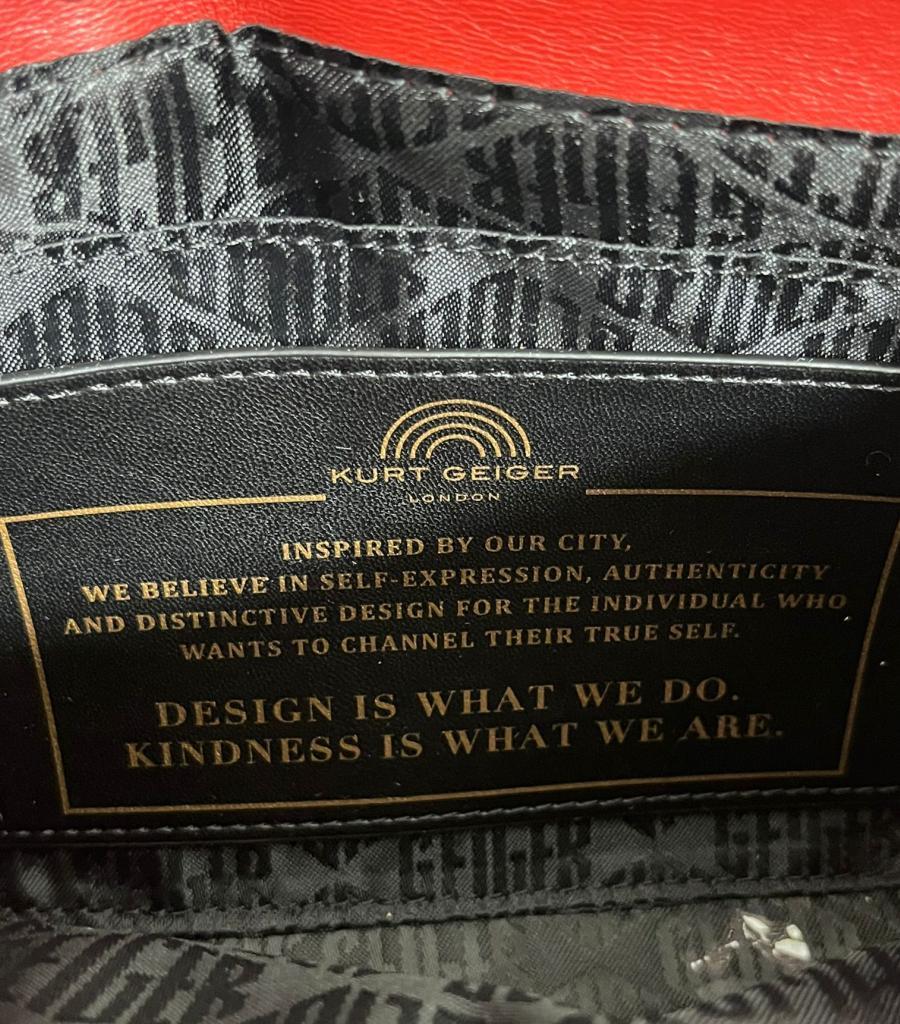 KURT GEIGER
LONDON
INSPIRED BY OUR CITY,
WE BELIEVE IN SELF-EXPRESSION, AUTHENTICITY
AND DISTINCTIVE DESIGN FOR THE INDIVIDUAL WHO
WANTS TO CHANNEL THEIR TRUE SELF.
DESIGN IS WHAT WE DO.
KINDNESS IS WHAT WE ARE.
GEIGER